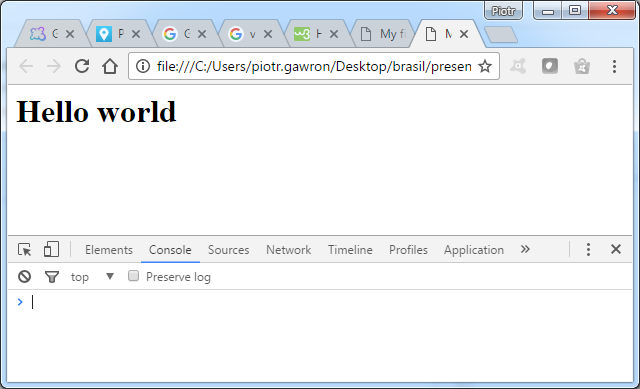 Piotr
G P G v H My f M
file:///C:/Users/piotr.gawron/Desktop/brasil/presen
Hello world
Elements Console Sources Network Timeline Profiles Application »
top Preserve log